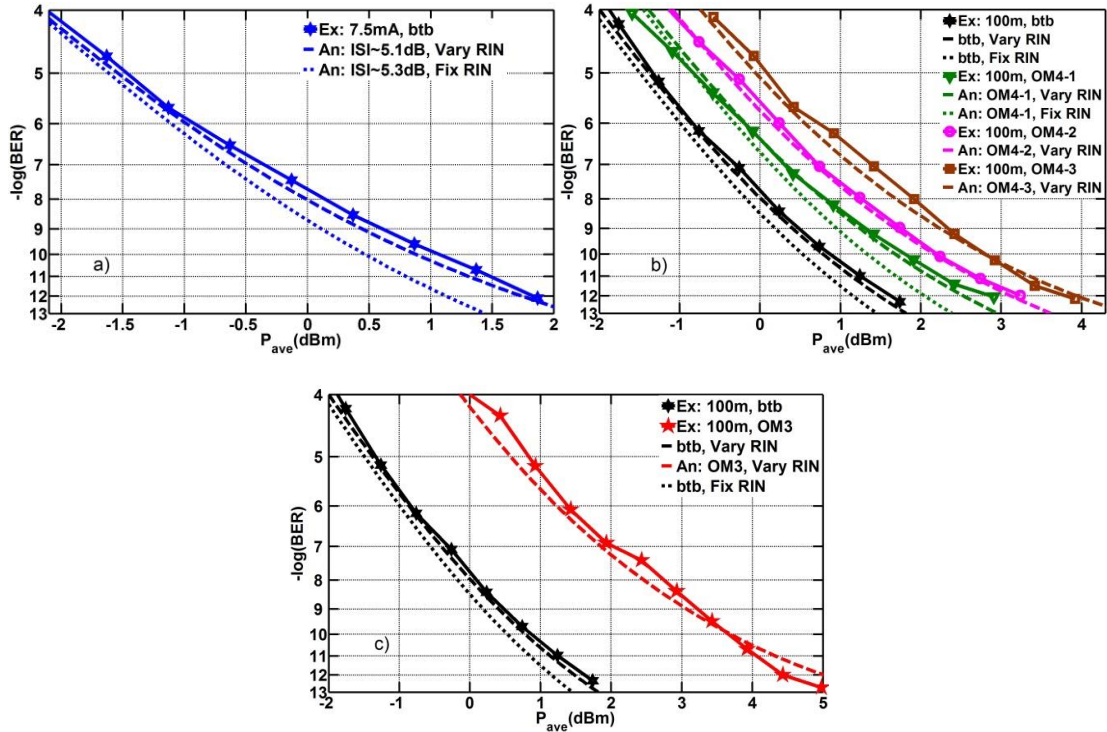 4
5
6
7
8
9
10
11
12
13
-log(BER)
Ex: 7.5mA, btb
An: ISI~5.1dB, Vary RIN
An: ISI~5.3dB, Fix RIN
a)
-2 -1.5 -1 -0.5 0 0.5 1 1.5 2
Pave(dBm)
4
5
6
7
8
9
10
11
12
13
-log(BER)
Ex: 100m, btb
btb, Vary RIN
btb, Fix RIN
Ex: 100m, OM4-1
An: OM4-1, Vary RIN
An: OM4-1, Fix RIN
Ex: 100m, OM4-2
An: OM4-2, Vary RIN
Ex: 100m, OM4-3
An: OM4-3, Vary RIN
b)
-2 -1 0 1 2 3 4
Pave(dBm)
4
5
6
7
8
9
10
11
12
13
-log(BER)
Ex: 100m, btb
Ex: 100m, OM3
btb, Vary RIN
An: OM3, Vary RIN
btb, Fix RIN
c)
-2 -1 0 1 2 3 4 5
Pave(dBm)